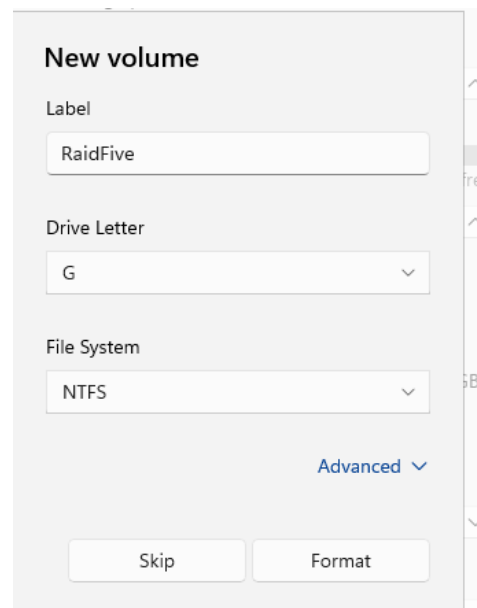 New volume
Label
RaidFive
Drive Letter
G
File System
NTFS
Advanced
Skip
Format